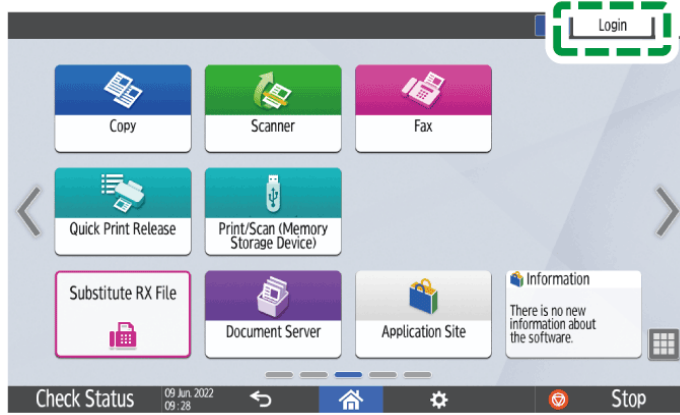 Login
Copy
Scanner
Fax
Quick Print Release
Print/Scan (Memory
Storage Device)
Substitute RX File
Document Server
Application Site
Information
There is no new
information about
the software.
Check Status
09 Jun. 2022
09:28
Stop